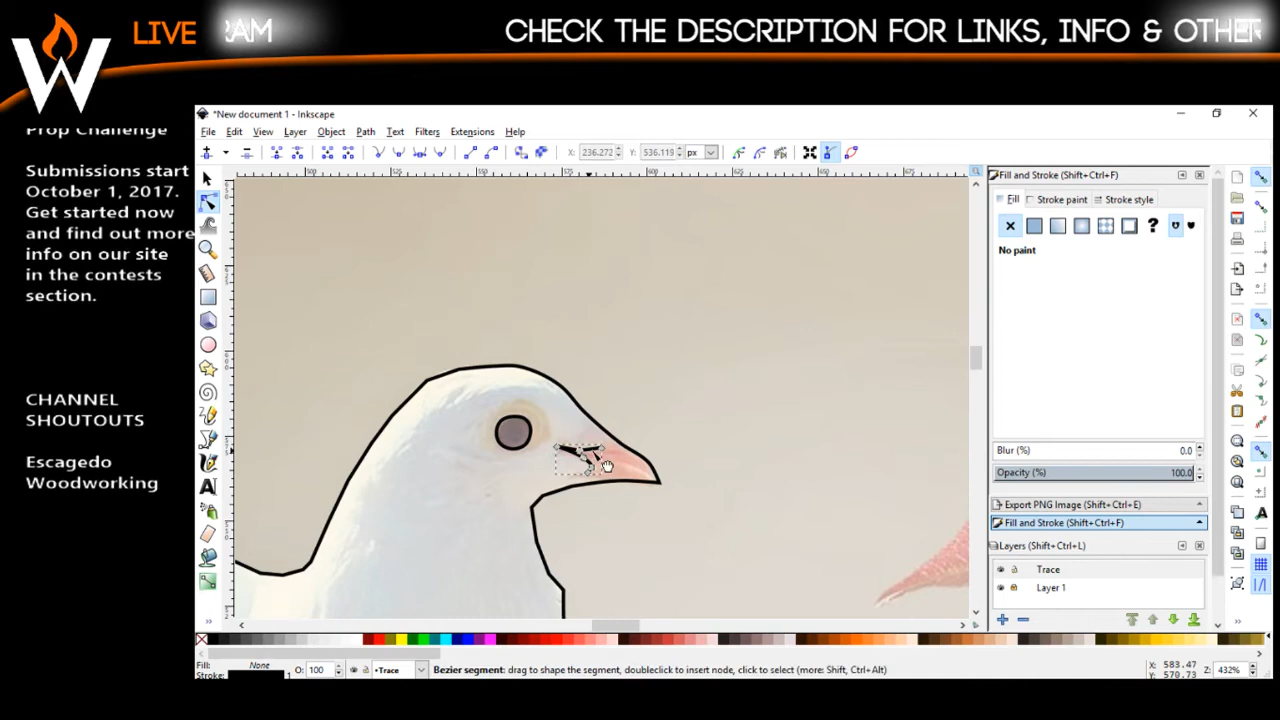 LIVE
AM
CHECK THE DESCRIPTION FOR LINKS, INFO & OTHER
W
Prop Challenge
Submissions start
October 1, 2017.
Get started now
and find out more
info on our site
in the contests
section.
CHANNEL
SHOUTOUTS
Escagedo
Woodworking
*New document 1 - Inkscape
File Edit View Layer Object Path Text Filters Extensions Help
X: 236.272 Y: 536.119 px
Fill and Stroke (Shift+Ctrl+F)
Fill Stroke paint Stroke style
?
No paint
Blur (%) 0.0
Opacity (%) 100.0
Export PNG Image (Shift+Ctrl+E)
Fill and Stroke (Shift+Ctrl+F)
Layers (Shift+Ctrl+L)
Trace
Layer 1
Fill: None
Stroke: 1
O: 100
•Trace
Bezier segment: drag to shape the segment, doubleclick to insert node, click to select (more: Shift, Ctrl+Alt)
X: 583.47
Y: 570.73
Z: 432%